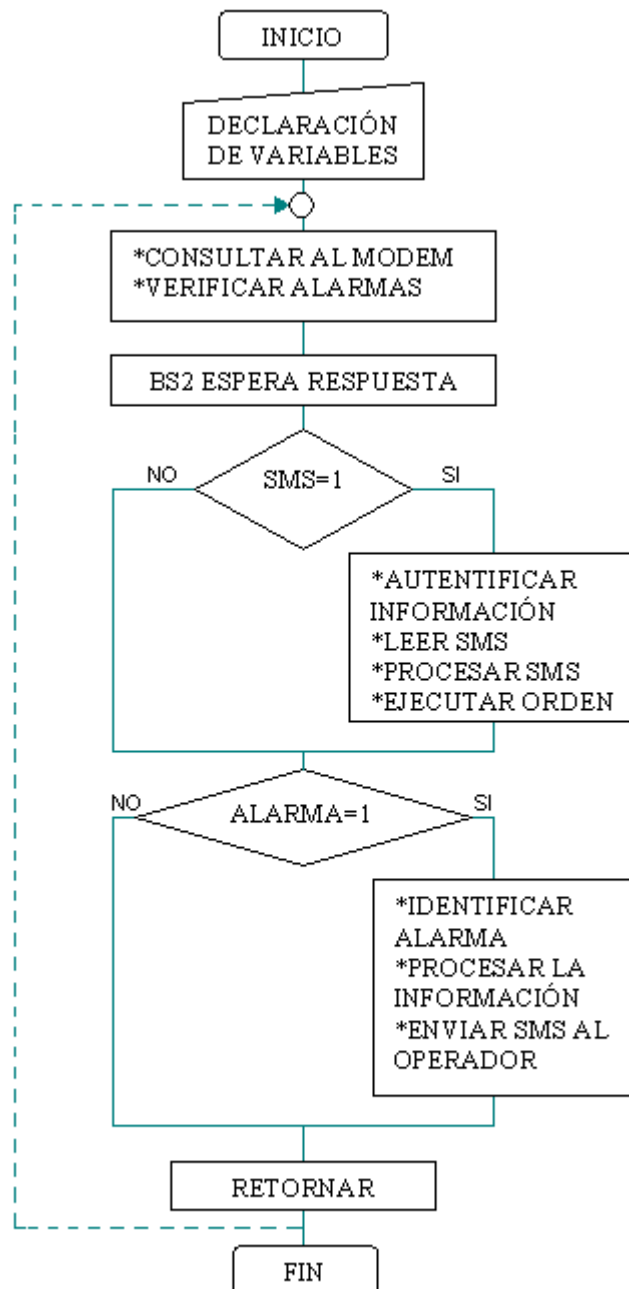 INICIO
DECLARACIÓN
DE VARIABLES
*CONSULTAR AL MODEM
*VERIFICAR ALARMAS
BS2 ESPERA RESPUESTA
NO
SMS=1
SI
*AUTENTIFICAR
INFORMACIÓN
*LEER SMS
*PROCESAR SMS
*EJECUTAR ORDEN
NO
ALARMA=1
SI
*IDENTIFICAR
ALARMA
*PROCESAR LA
INFORMACIÓN
*ENVIAR SMS AL
OPERADOR
RETORNAR
FIN